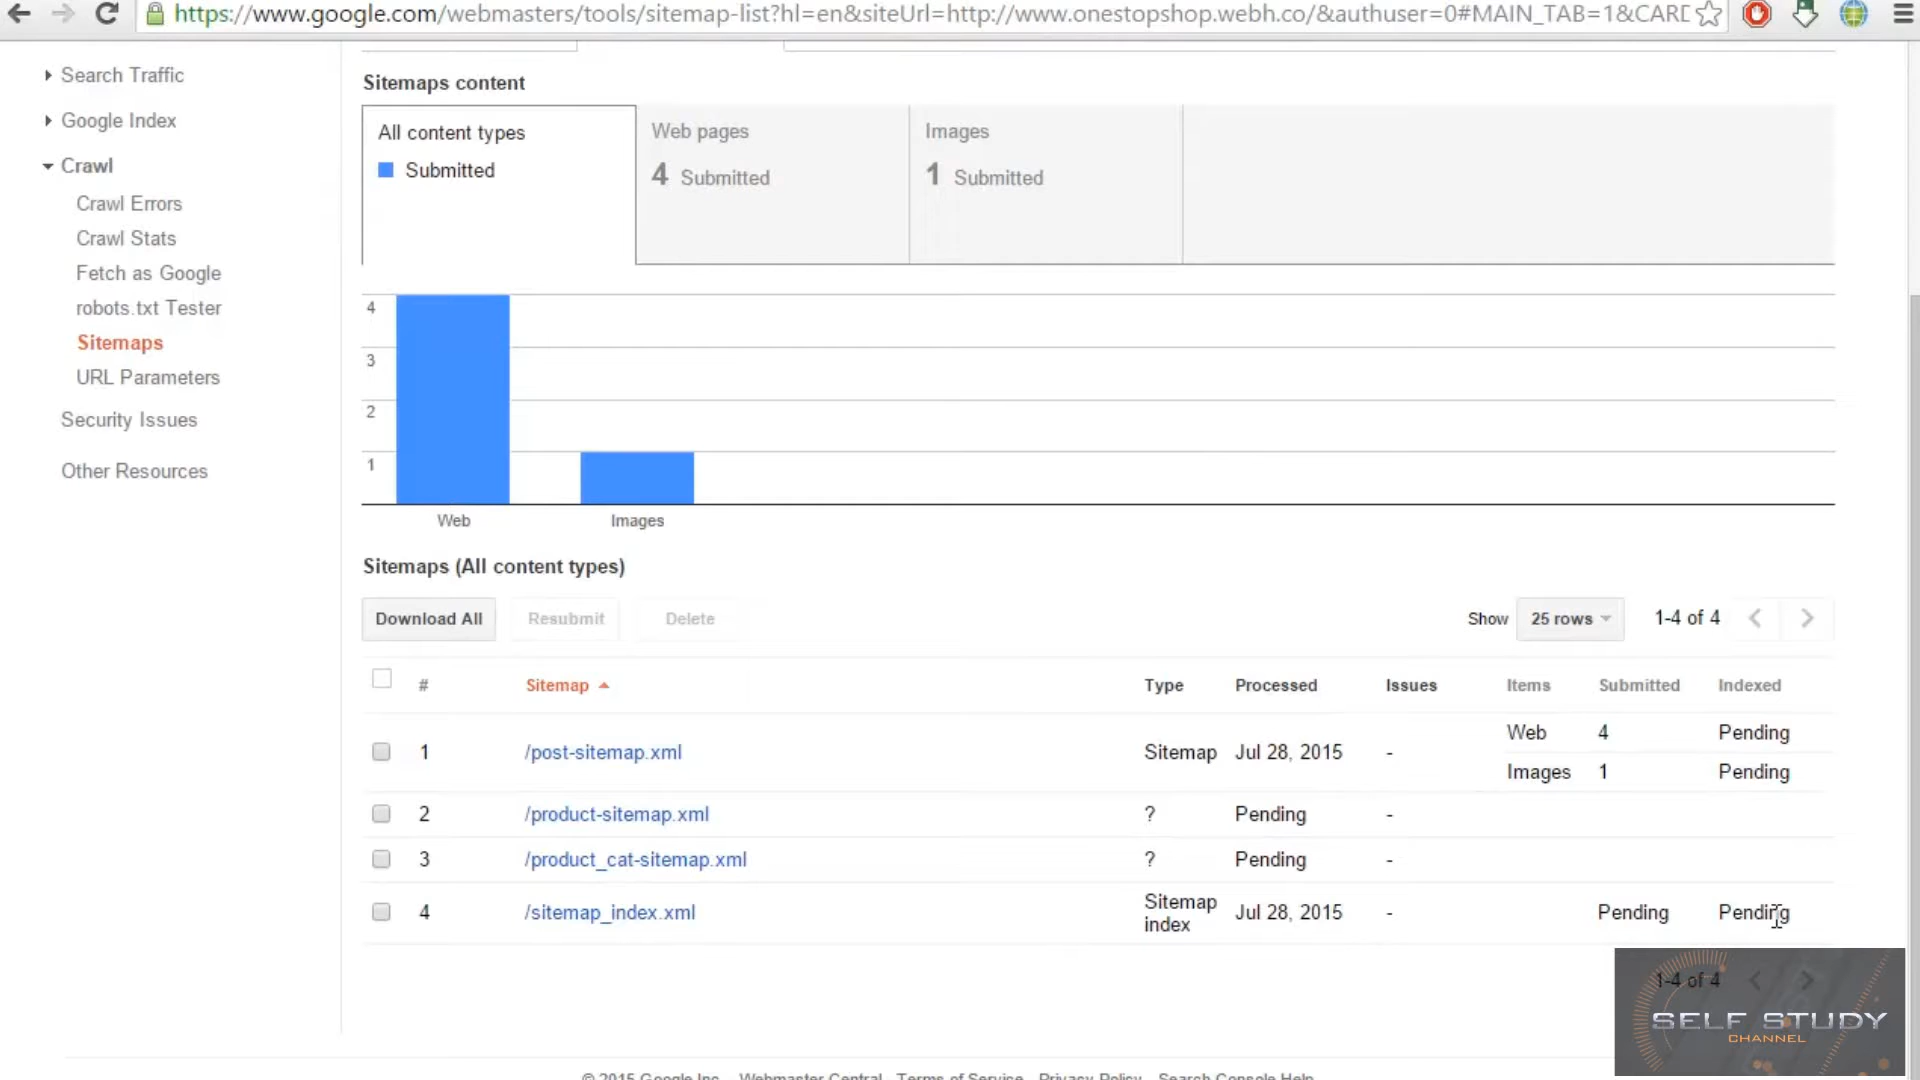 https://www.google.com/webmasters/tools/sitemap-list?hl=en&siteUrl=http://www.onestopshop.webh.co/&authuser=0#MAIN_TAB=1&CARD
Search Traffic
Google Index
Crawl
Crawl Errors
Crawl Stats
Fetch as Google
robots.txt Tester
Sitemaps
URL Parameters
Security Issues
Other Resources
Sitemaps content
All content types
Submitted
Web pages
4 Submitted
Images
1 Submitted
4
3
2
1
Web
Images
Sitemaps (All content types)
Download All
Resubmit
Delete
Show
25 rows
1-4 of 4
# Sitemap Type Processed Issues Items Submitted Indexed
1 /post-sitemap.xml Sitemap Jul 28, 2015 -
Web 4 Pending
Images 1 Pending
2 /product-sitemap.xml ? Pending -
3 /product_cat-sitemap.xml ? Pending -
4 /sitemap_index.xml Sitemap index Jul 28, 2015 - Pending Pending
1-4 of 4
SELF STUDY
CHANNEL
© 2015 Google Inc. Webmaster Central Terms of Service Privacy Policy Search Console Help